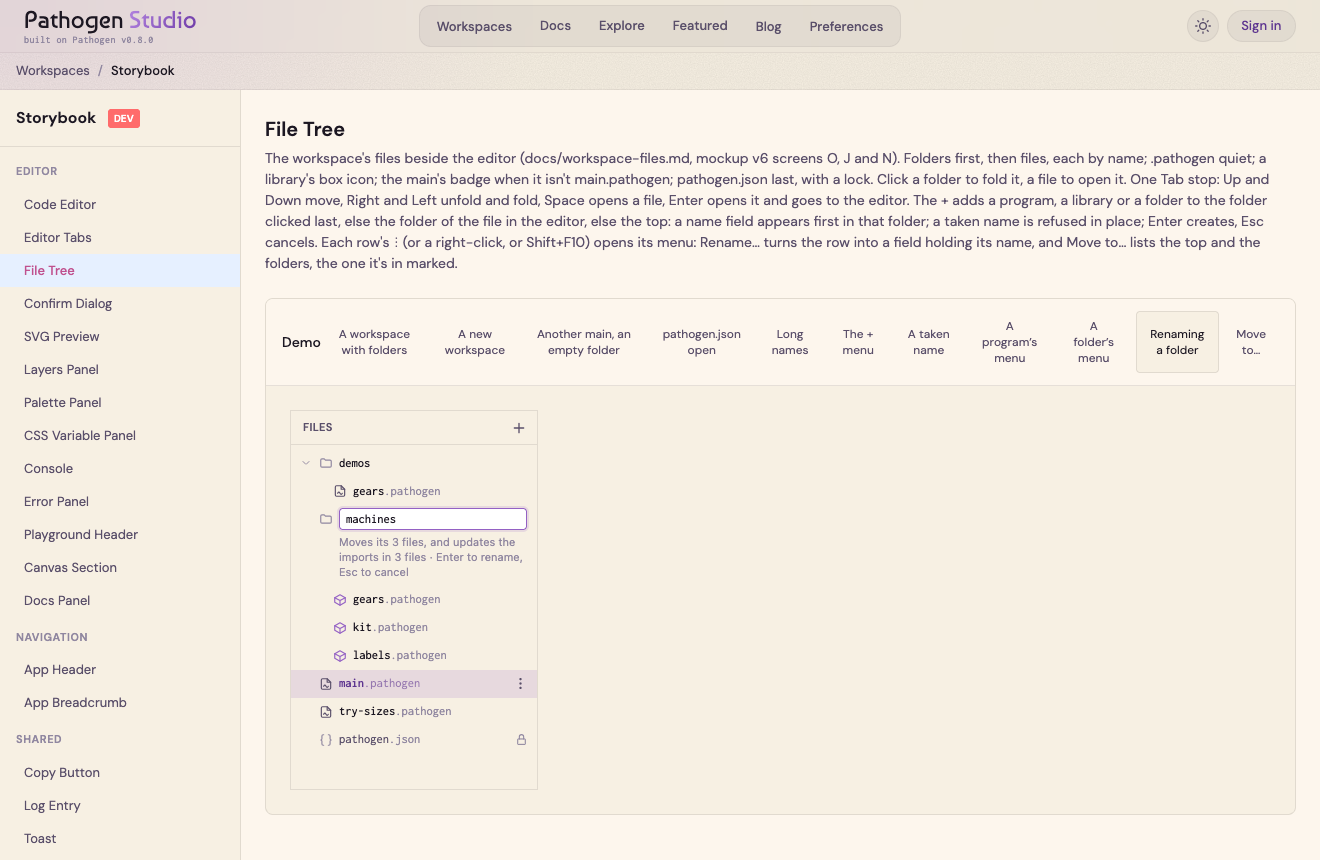 Pathogen Studio
built on Pathogen v0.8.0
Workspaces Docs Explore Featured Blog Preferences
Sign in
Workspaces / Storybook
Storybook DEV
EDITOR
Code Editor
Editor Tabs
File Tree
Confirm Dialog
SVG Preview
Layers Panel
Palette Panel
CSS Variable Panel
Console
Error Panel
Playground Header
Canvas Section
Docs Panel
NAVIGATION
App Header
App Breadcrumb
SHARED
Copy Button
Log Entry
Toast
File Tree
The workspace's files beside the editor (docs/workspace-files.md, mockup v6 screens O, J and N). Folders first, then files, each by name; .pathogen quiet; a
library's box icon; the main's badge when it isn't main.pathogen; pathogen.json last, with a lock. Click a folder to fold it, a file to open it. One Tab stop: Up and
Down move, Right and Left unfold and fold, Space opens a file, Enter opens it and goes to the editor. The + adds a program, a library or a folder to the folder
clicked last, else the folder of the file in the editor, else the top: a name field appears first in that folder; a taken name is refused in place; Enter creates, Esc
cancels. Each row's ⋮ (or a right-click, or Shift+F10) opens its menu: Rename… turns the row into a field holding its name, and Move to… lists the top and the
folders, the one it's in marked.
Demo
A workspace
with folders
A new
workspace
Another main, an
empty folder
pathogen.json
open
Long
names
The +
menu
A taken
name
A
program's
menu
A
folder's
menu
Renaming
a folder
Move
to…
FILES
demos
gears.pathogen
machines
Moves its 3 files, and updates the
imports in 3 files · Enter to rename,
Esc to cancel
gears.pathogen
kit.pathogen
labels.pathogen
main.pathogen
try-sizes.pathogen
{} pathogen.json